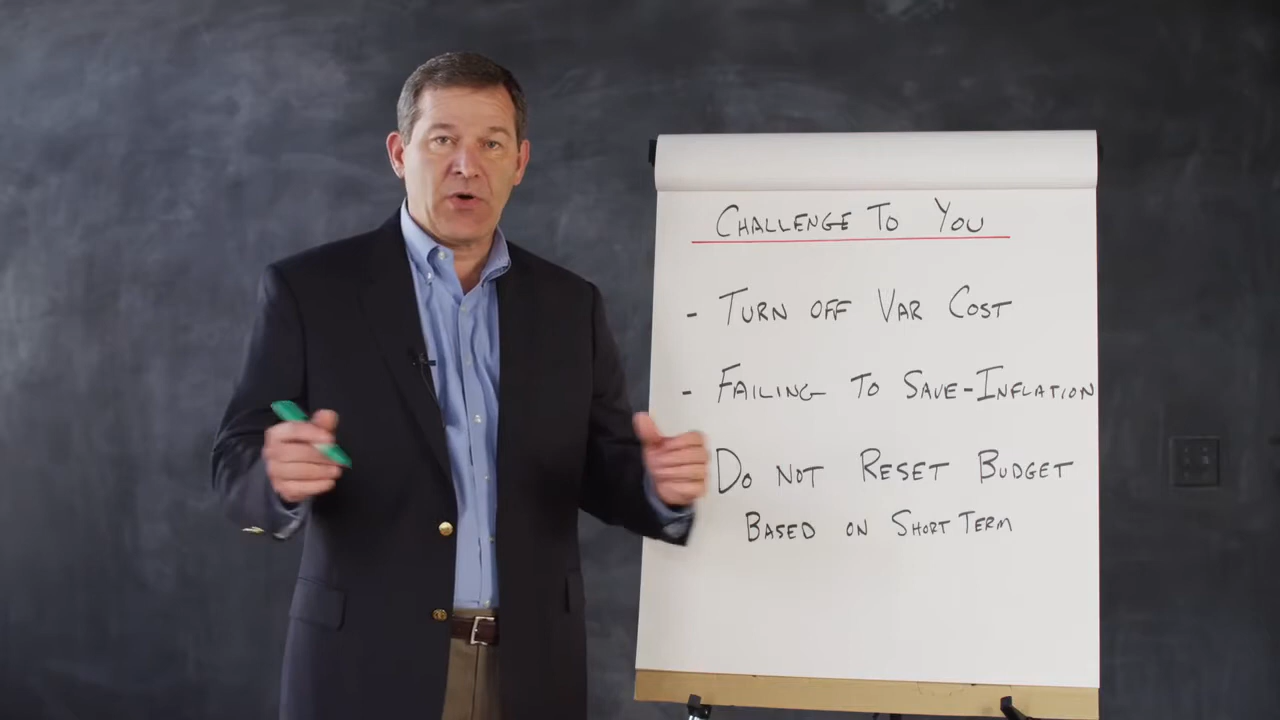 CHALLENGE TO YOU
- TURN OFF VAR COST
- FAILING TO SAVE-INFLATION
DO NOT RESET BUDGET
BASED ON SHORT TERM